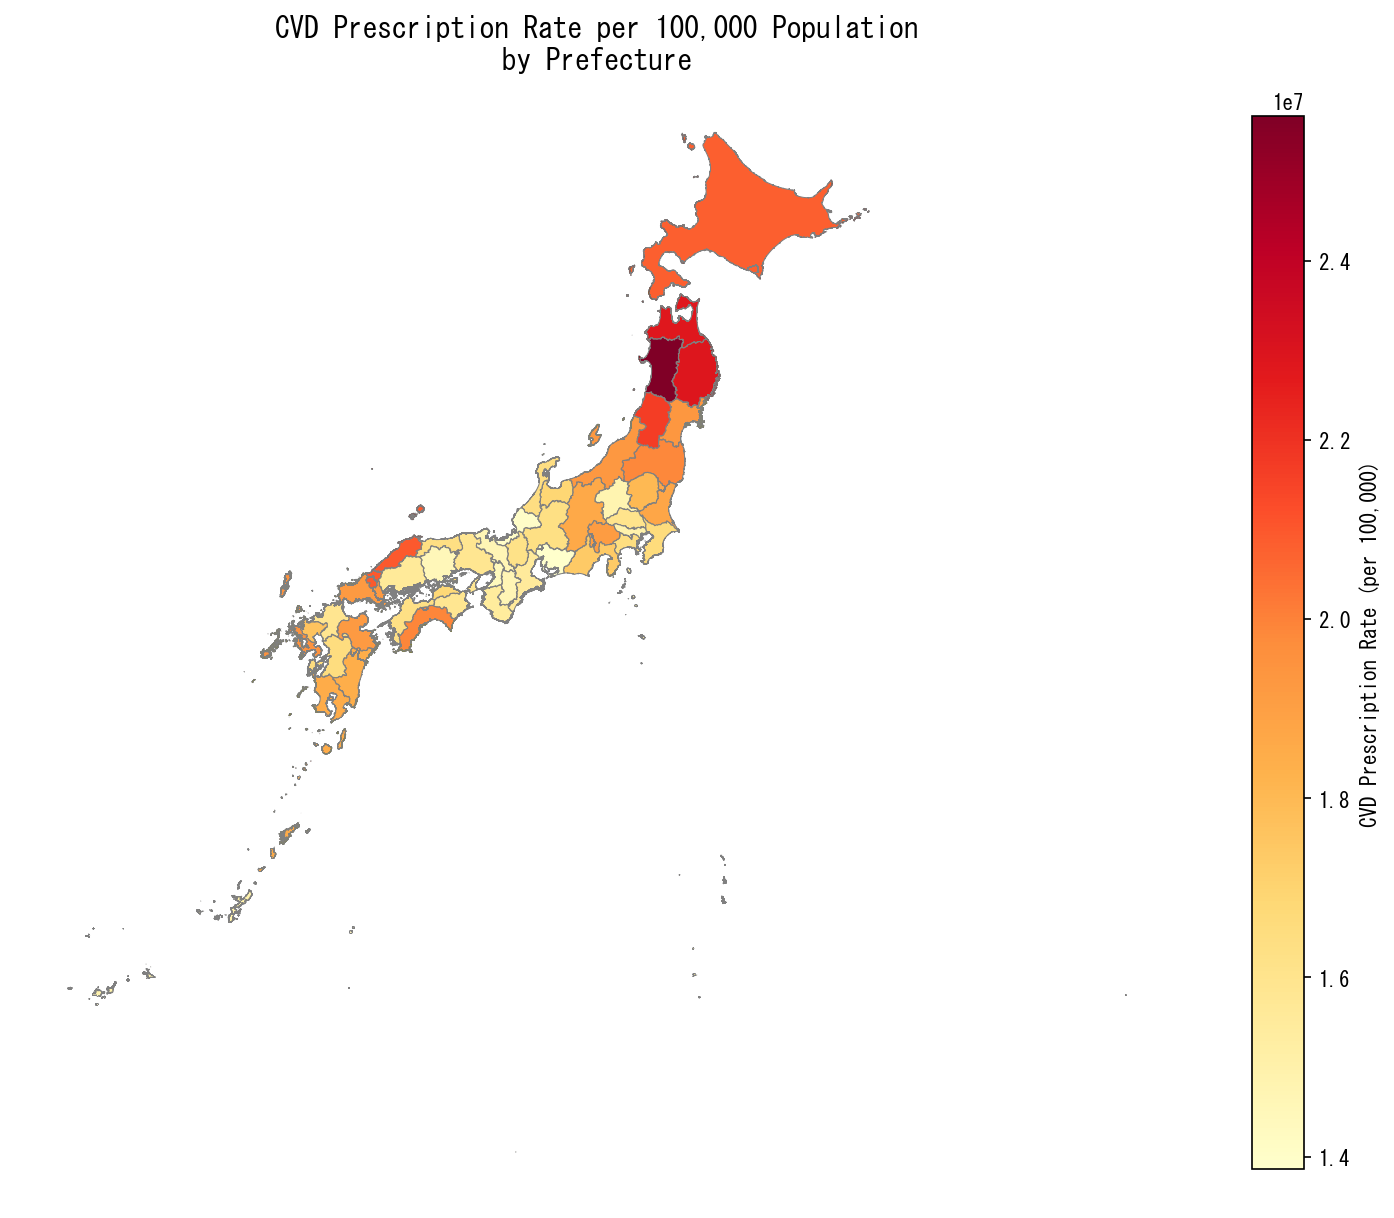 CVD Prescription Rate per 100,000 Population
by Prefecture
1e7
2.4
2.2
2.0
1.8
1.6
1.4
CVD Prescription Rate (per 100,000)